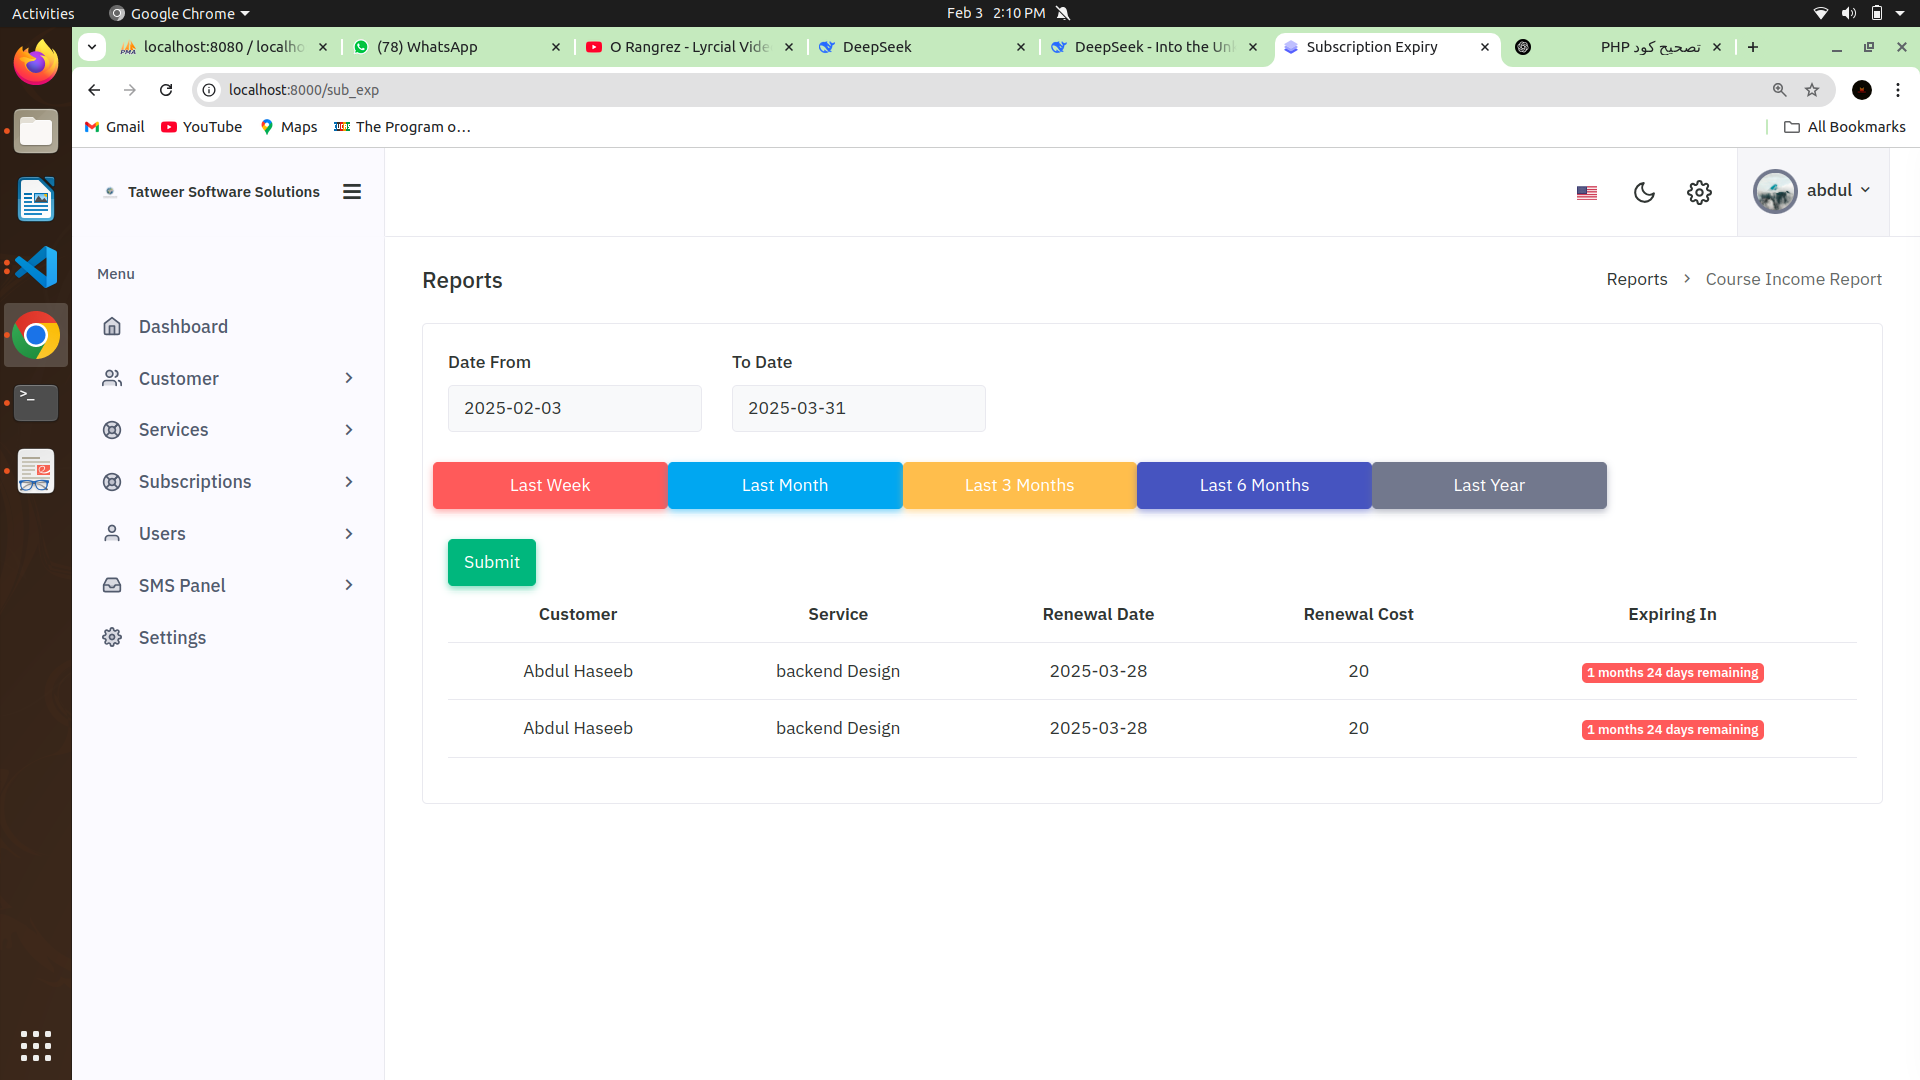 Activities Google Chrome Feb 3 2:10 PM
localhost:8080 / localho (78) WhatsApp O Rangrez - Lyrcial Vide DeepSeek DeepSeek - Into the Un Subscription Expiry تصحيح كود PHP
localhost:8000/sub_exp
Gmail YouTube Maps The Program o… All Bookmarks
Tatweer Software Solutions
abdul
Menu
Dashboard
Customer
Services
Subscriptions
Users
SMS Panel
Settings
Reports
Reports > Course Income Report
Date From To Date
2025-02-03 2025-03-31
Last Week Last Month Last 3 Months Last 6 Months Last Year
Submit
Customer Service Renewal Date Renewal Cost Expiring In
Abdul Haseeb backend Design 2025-03-28 20 1 months 24 days remaining
Abdul Haseeb backend Design 2025-03-28 20 1 months 24 days remaining